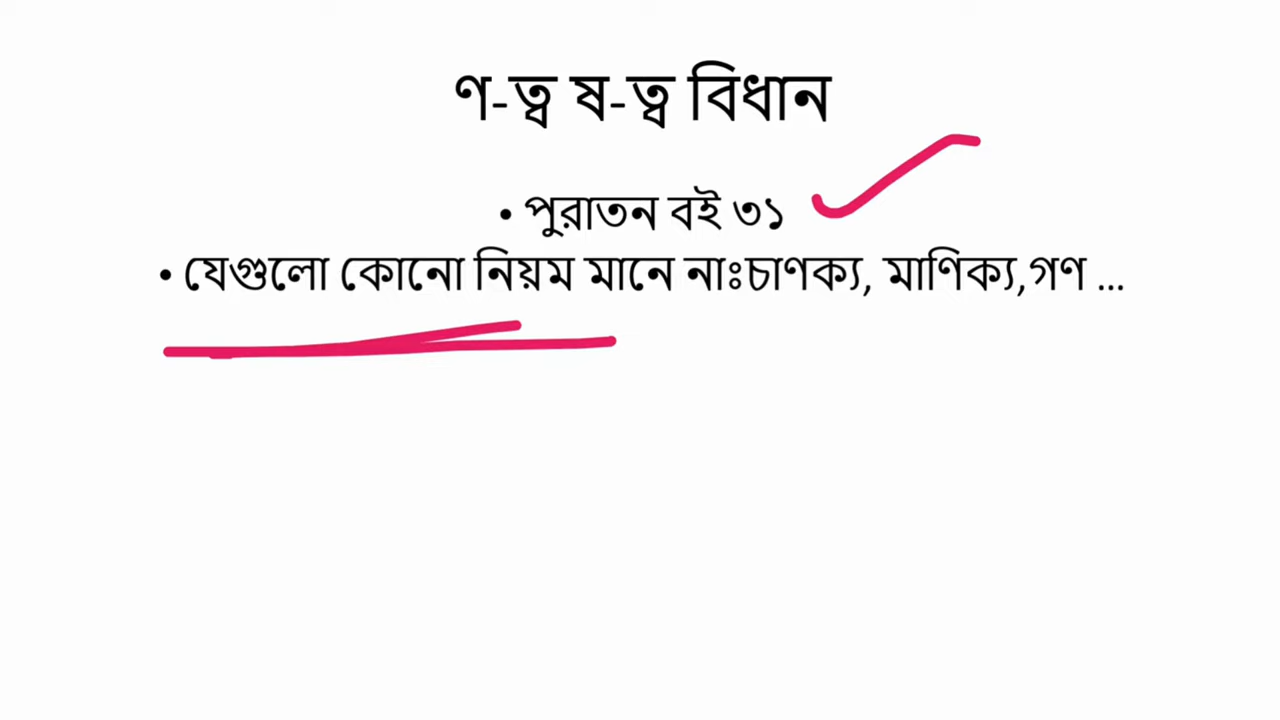 ণ-ত্ব ষ-ত্ব বিধান
• পুরাতন বই ৩১
• যেগুলো কোনো নিয়ম মানে নাঃচাণক্য, মাণিক্য,গণ ...